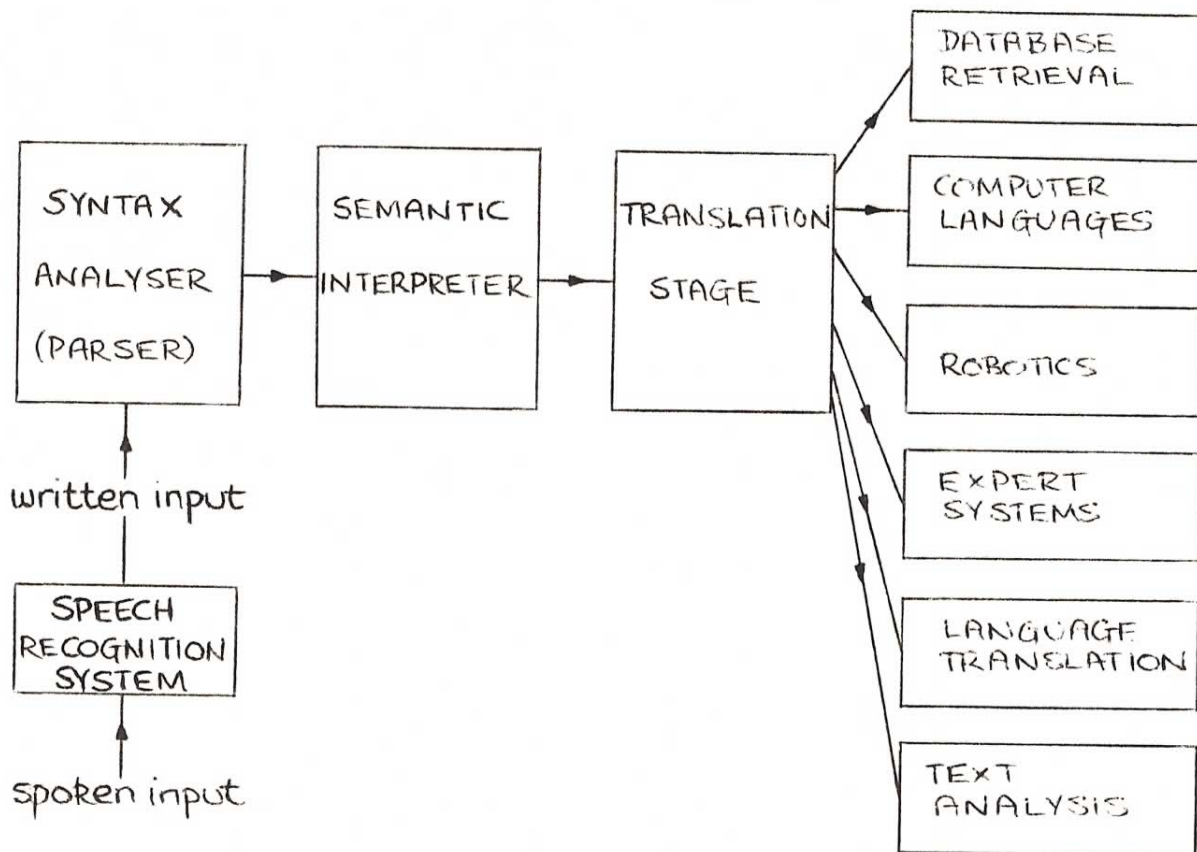 SYNTAX
ANALYSER
(PARSER)
SEMANTIC
INTERPRETER
TRANSLATION
STAGE
DATABASE
RETRIEVAL
COMPUTER
LANGUAGES
ROBOTICS
EXPERT
SYSTEMS
LANGUAGE
TRANSLATION
TEXT
ANALYSIS
written input
SPEECH
RECOGNITION
SYSTEM
spoken input